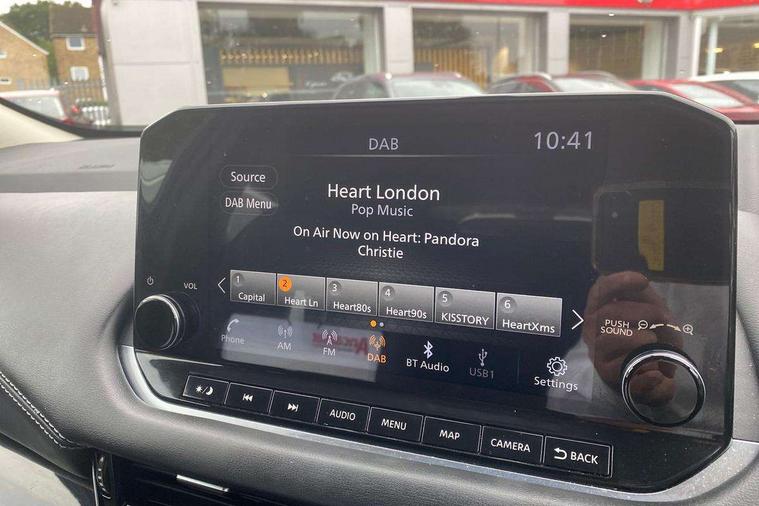 DAB
10:41
Source
DAB Menu
Heart London
Pop Music
On Air Now on Heart: Pandora
Christie
1 Capital
2 Heart Ln
3 Heart80s
4 Heart90s
5 KISSTORY
6 HeartXms
VOL
PUSH
SOUND
Phone
AM
FM
DAB
BT Audio
USB1
Settings
AUDIO
MENU
MAP
CAMERA
BACK